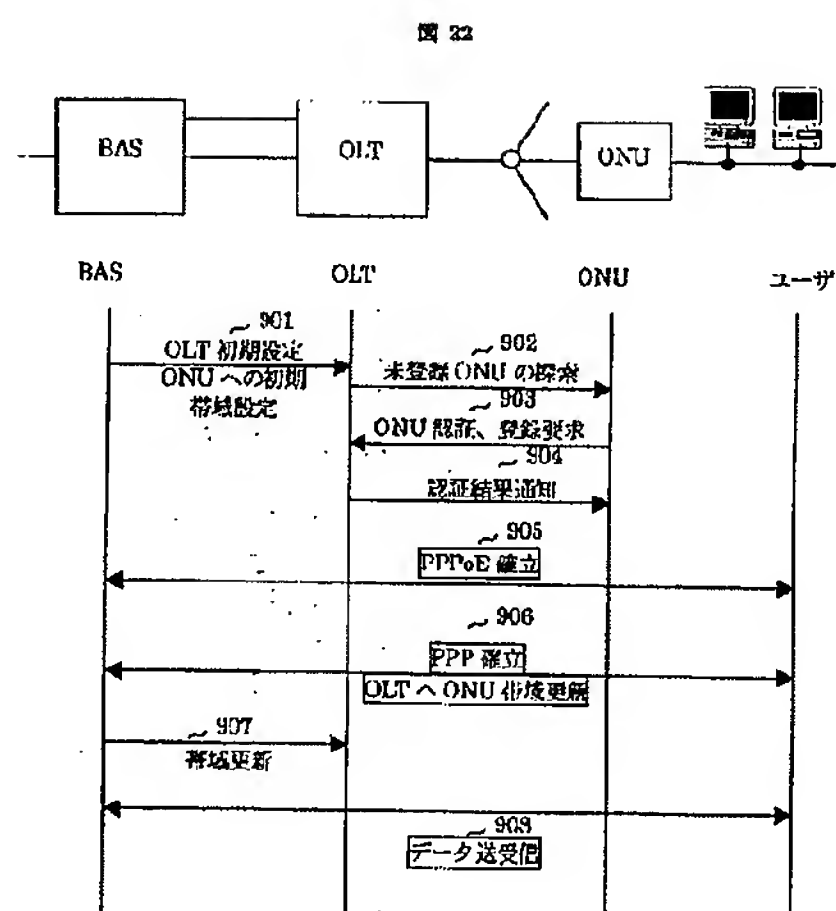 図 22
BAS
OLT
ONU
BAS
OLT
ONU
ユーザ
901
OLT 初期設定
ONU への初期
帯域設定
902
未登録 ONU の探索
903
ONU 認証、登録要求
904
認証結果通知
905
PPPoE 確立
906
PPP 確立
OLT へ ONU 帯域更新
907
帯域更新
908
データ送受信